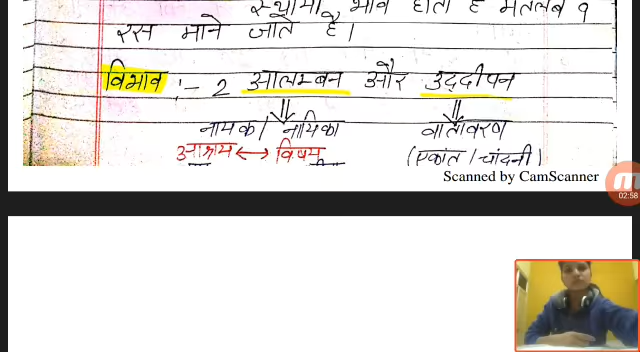 स्थायी भाव होता है मतलब 9
रस माने जाते है।
विभाव :- 2 आलम्बन और उद्दीपन
नायक / नायिका वातावरण
आश्रय ↔ विषय (एकांत / चांदनी)
Scanned by CamScanner
02:58